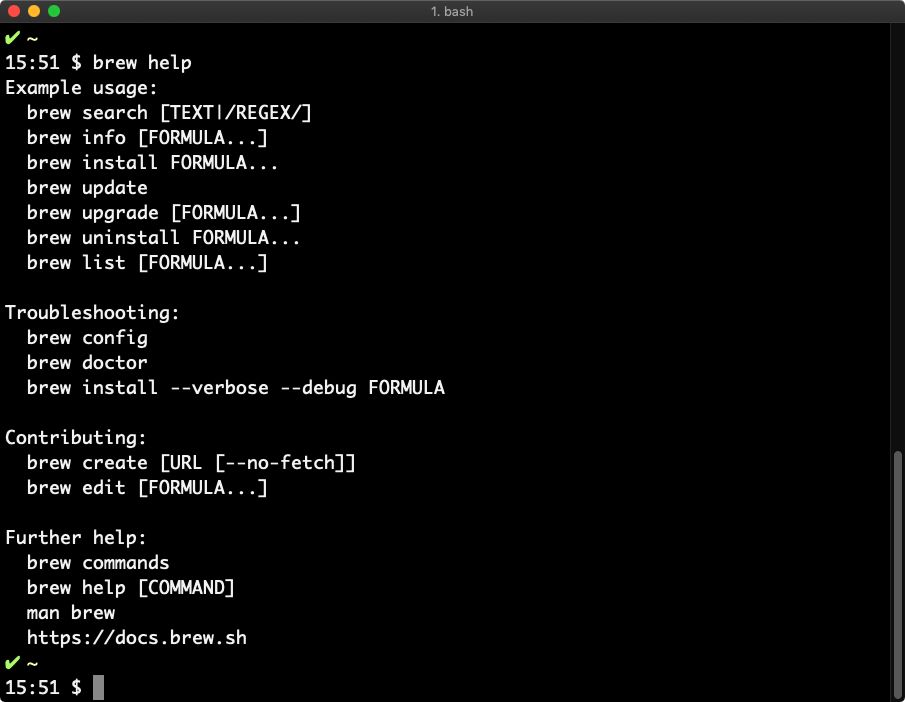 1. bash
✔ ~
15:51 $ brew help
Example usage:
  brew search [TEXT|/REGEX/]
  brew info [FORMULA...]
  brew install FORMULA...
  brew update
  brew upgrade [FORMULA...]
  brew uninstall FORMULA...
  brew list [FORMULA...]

Troubleshooting:
  brew config
  brew doctor
  brew install --verbose --debug FORMULA

Contributing:
  brew create [URL [--no-fetch]]
  brew edit [FORMULA...]

Further help:
  brew commands
  brew help [COMMAND]
  man brew
  https://docs.brew.sh
✔ ~
15:51 $